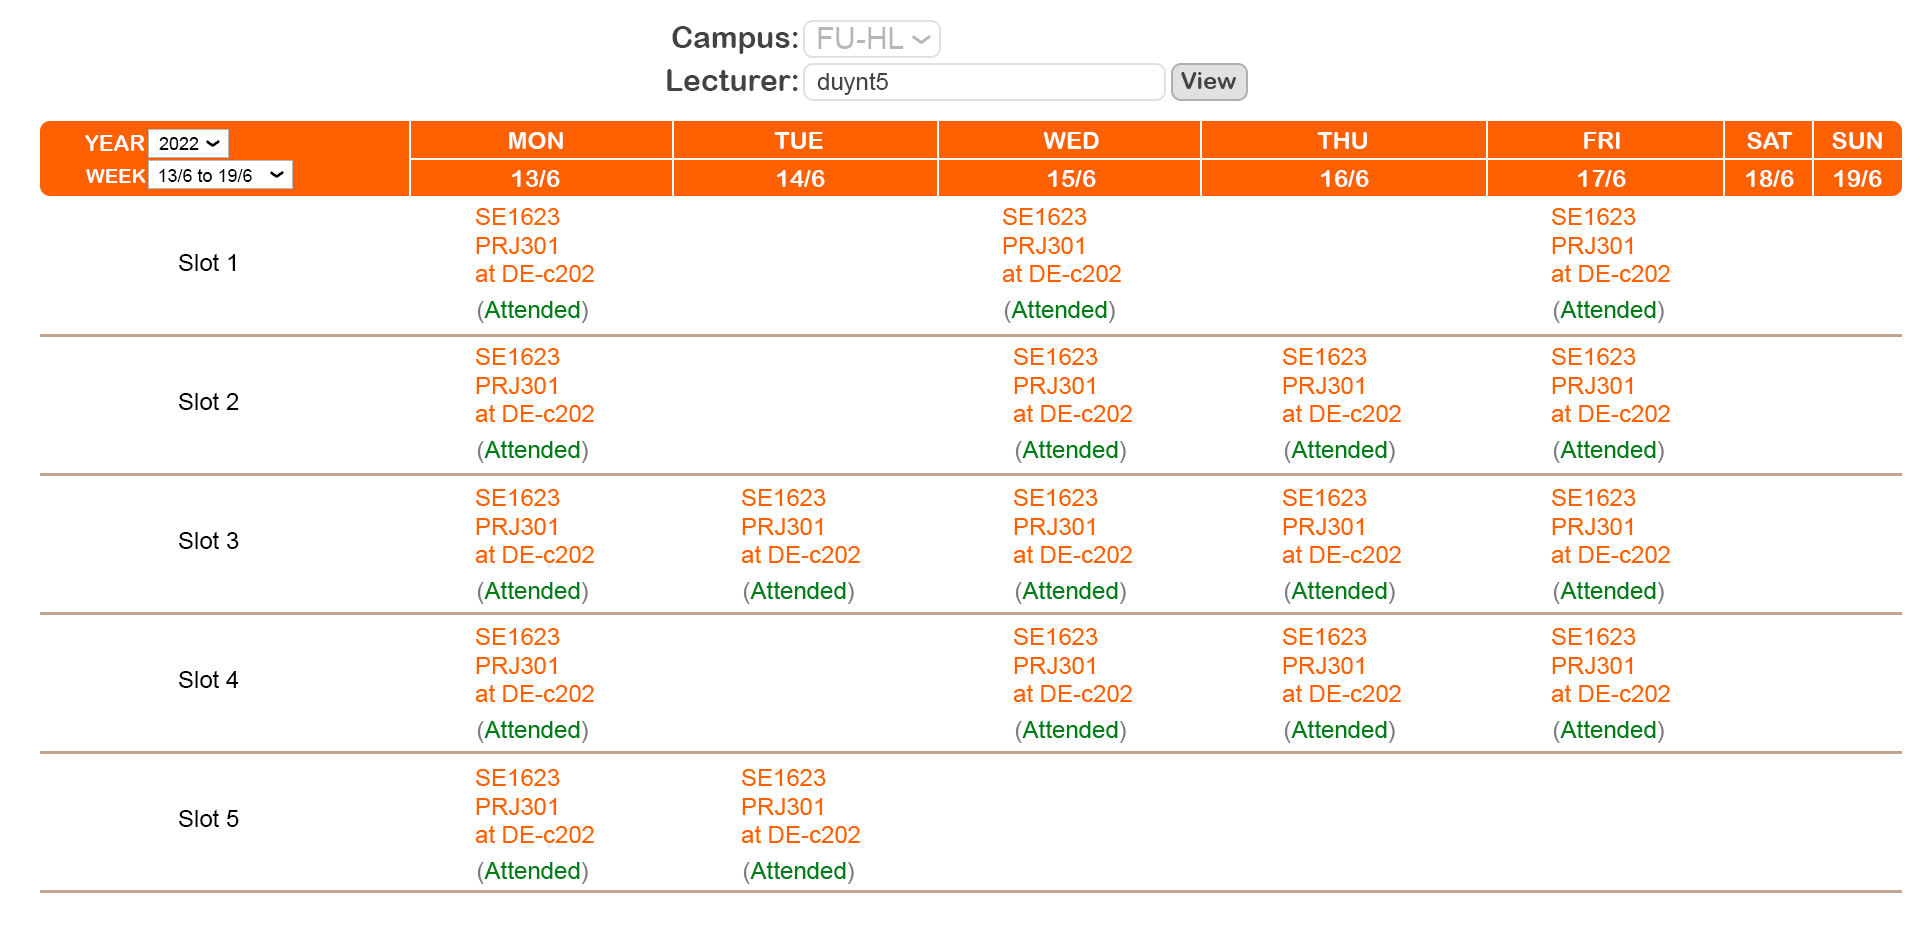 Campus: FU-HL
Lecturer: duynt5 View
YEAR 2022 MON TUE WED THU FRI SAT SUN
WEEK 13/6 to 19/6 13/6 14/6 15/6 16/6 17/6 18/6 19/6
SE1623 SE1623 SE1623
PRJ301 PRJ301 PRJ301
Slot 1 at DE-c202 at DE-c202 at DE-c202
(Attended) (Attended) (Attended)
SE1623 SE1623 SE1623 SE1623
PRJ301 PRJ301 PRJ301 PRJ301
Slot 2 at DE-c202 at DE-c202 at DE-c202 at DE-c202
(Attended) (Attended) (Attended) (Attended)
SE1623 SE1623 SE1623 SE1623 SE1623
PRJ301 PRJ301 PRJ301 PRJ301 PRJ301
Slot 3 at DE-c202 at DE-c202 at DE-c202 at DE-c202 at DE-c202
(Attended) (Attended) (Attended) (Attended) (Attended)
SE1623 SE1623 SE1623 SE1623
PRJ301 PRJ301 PRJ301 PRJ301
Slot 4 at DE-c202 at DE-c202 at DE-c202 at DE-c202
(Attended) (Attended) (Attended) (Attended)
SE1623 SE1623
PRJ301 PRJ301
Slot 5 at DE-c202 at DE-c202
(Attended) (Attended)